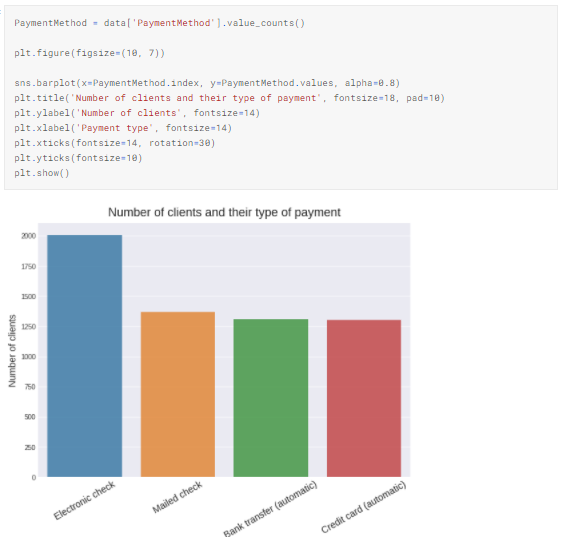 PaymentMethod = data['PaymentMethod'].value_counts()
plt.figure(figsize=(10, 7))
sns.barplot(x=PaymentMethod.index, y=PaymentMethod.values, alpha=0.8)
plt.title('Number of clients and their type of payment', fontsize=18, pad=10)
plt.ylabel('Number of clients', fontsize=14)
plt.xlabel('Payment type', fontsize=14)
plt.xticks(fontsize=14, rotation=30)
plt.yticks(fontsize=10)
plt.show()
Number of clients and their type of payment
Number of clients
2000
1750
1500
1250
1000
750
500
250
0
Electronic check
Mailed check
Bank transfer (automatic)
Credit card (automatic)